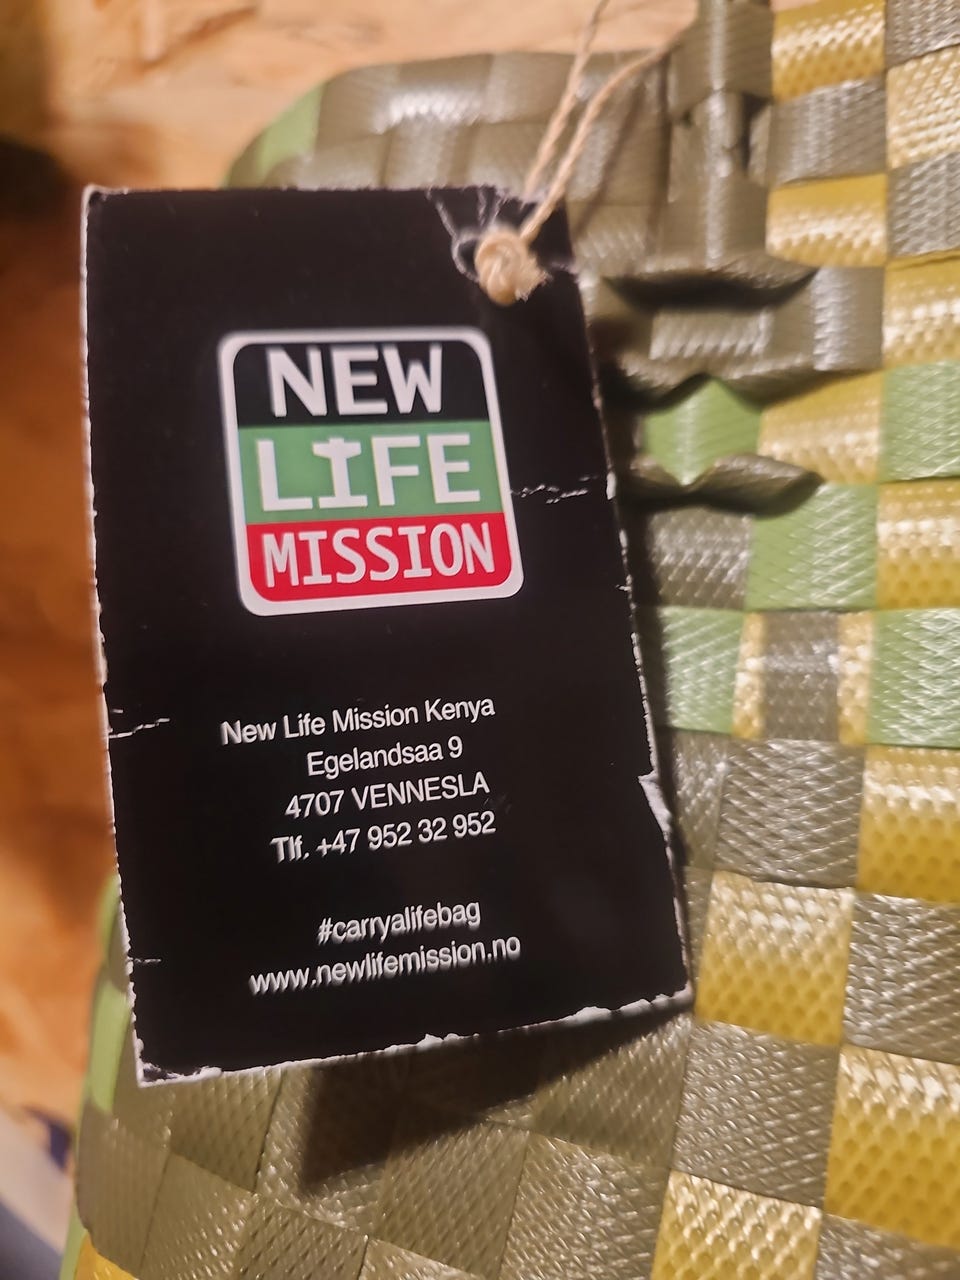 NEW
LIFE
MISSION
New Life Mission Kenya
Egelandsaa 9
4707 VENNESLA
Tlf. +47 952 32 952
#carryalifebag
www.newlifemission.no